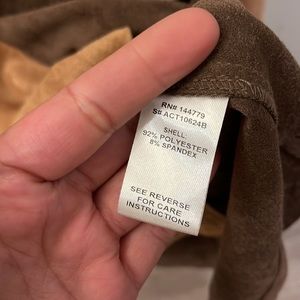 RN# 144779
S# ACT10624B
SHELL:
92% POLYESTER
8% SPANDEX
SEE REVERSE
FOR CARE
INSTRUCTIONS